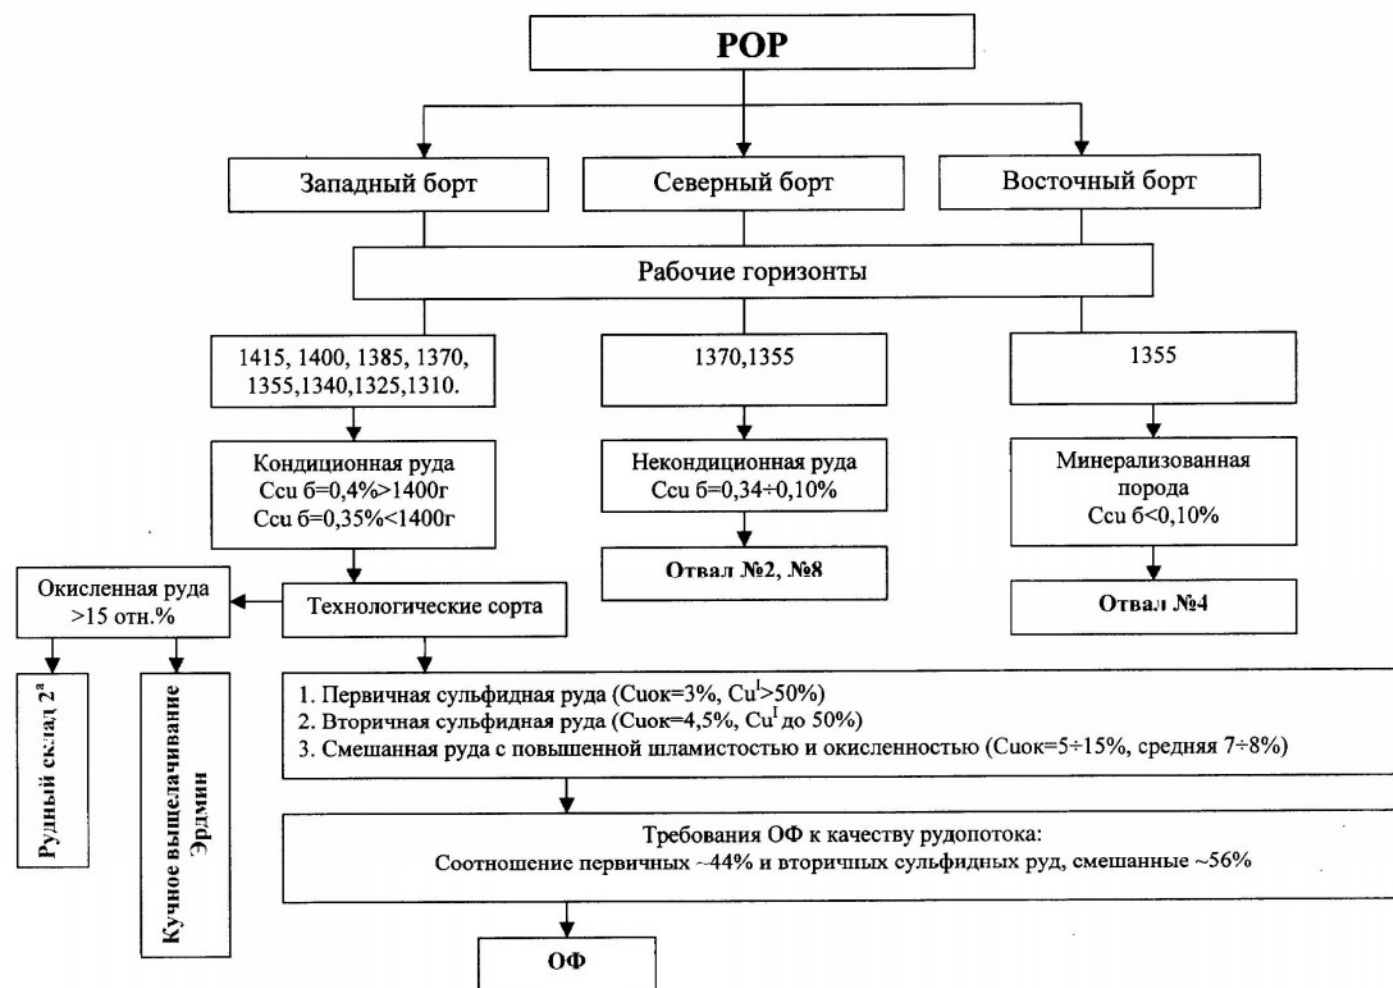 РОР
Западный борт
Северный борт
Восточный борт
Рабочие горизонты
1415, 1400, 1385, 1370,
1355,1340,1325,1310.
1370,1355
1355
Кондиционная руда
Ccu б=0,4%>1400г
Ccu б=0,35%<1400г
Некондиционная руда
Ccu б=0,34÷0,10%
Минерализованная
порода
Ccu б<0,10%
Отвал №2, №8
Отвал №4
Окисленная руда
>15 отн.%
Технологические сорта
Рудный склад 2ª
Кучное выщелачивание
Эрдмин
1. Первичная сульфидная руда (Cuок=3%, Cuᴵ>50%)
2. Вторичная сульфидная руда (Cuок=4,5%, Cuᴵ до 50%)
3. Смешанная руда с повышенной шламистостью и окисленностью (Cuок=5÷15%, средняя 7÷8%)
Требования ОФ к качеству рудопотока:
Соотношение первичных ~44% и вторичных сульфидных руд, смешанные ~56%
ОФ